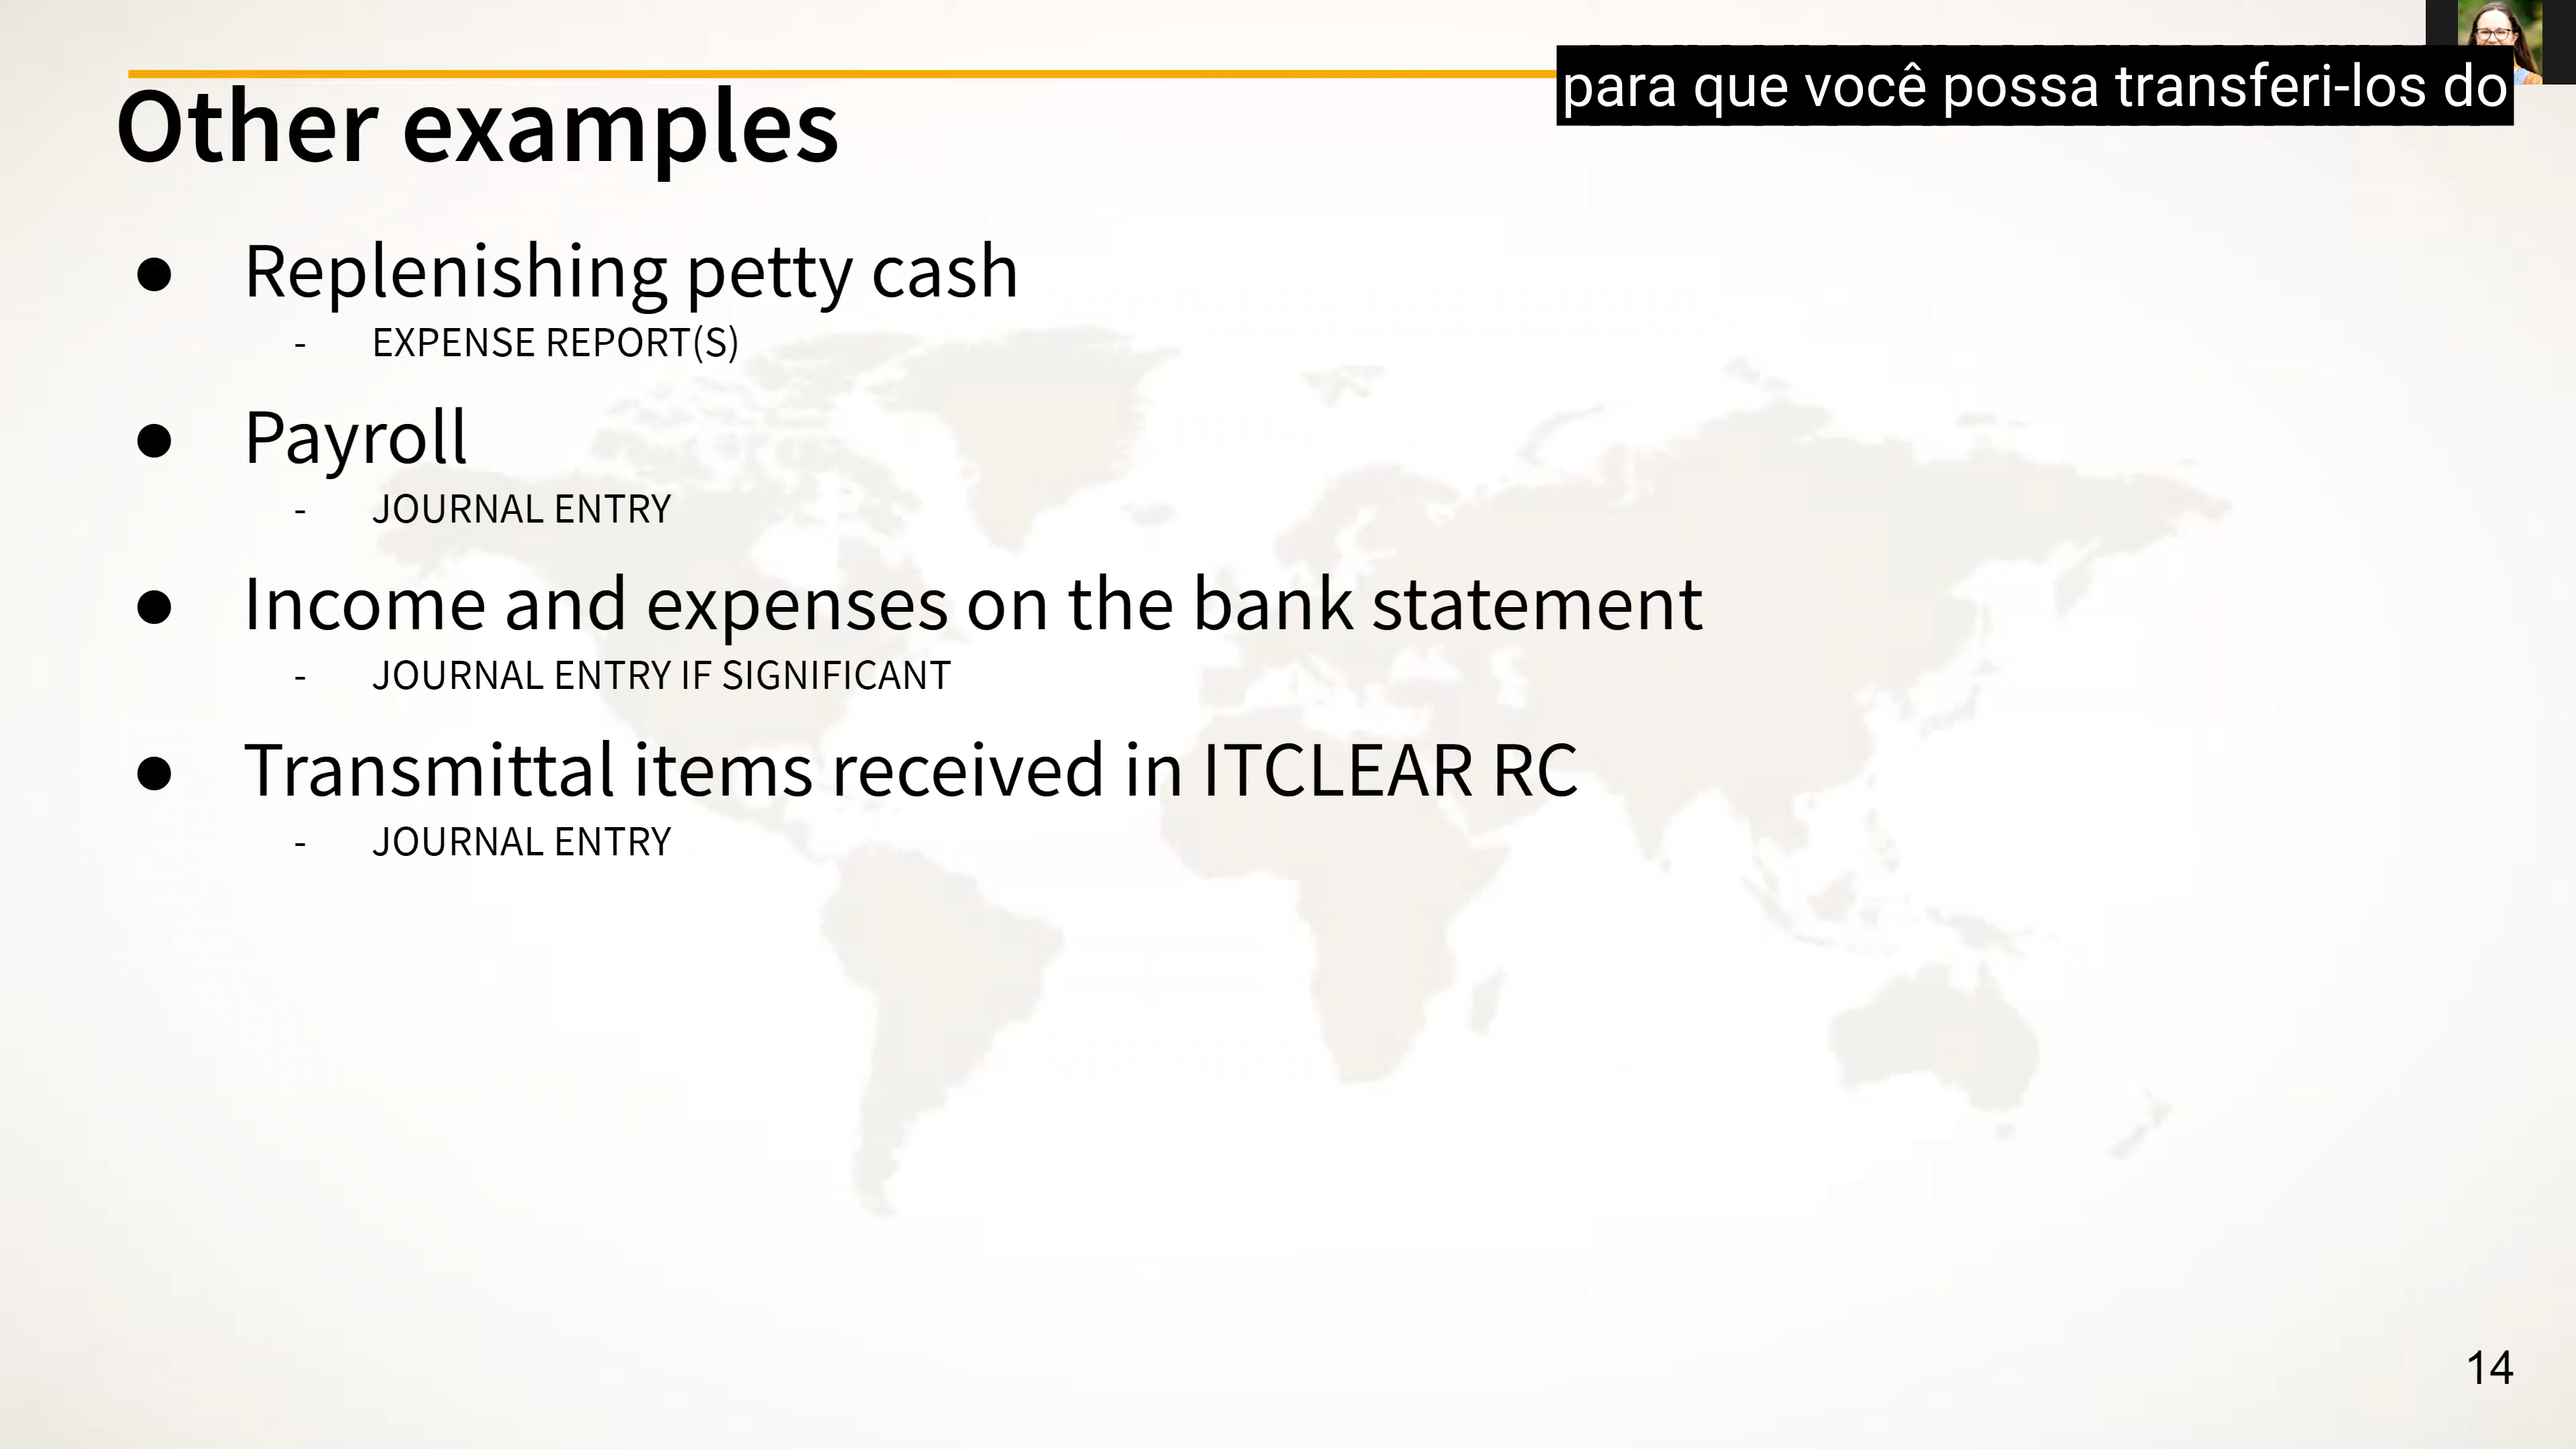 para que você possa transferi-los do
Other examples
● Replenishing petty cash
- EXPENSE REPORT(S)
● Payroll
- JOURNAL ENTRY
● Income and expenses on the bank statement
- JOURNAL ENTRY IF SIGNIFICANT
● Transmittal items received in ITCLEAR RC
- JOURNAL ENTRY
14